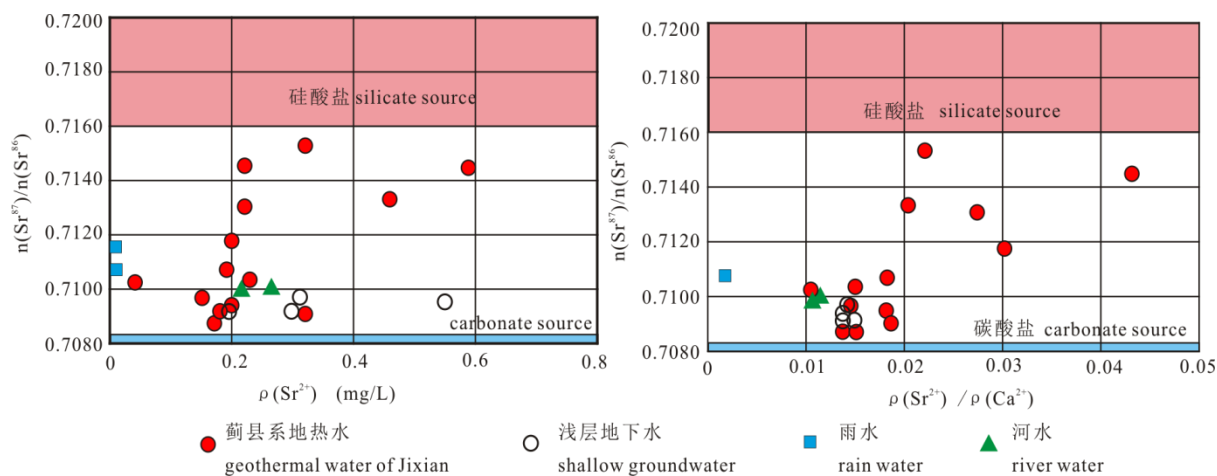 n(Sr⁸⁷)/n(Sr⁸⁶)
0.7200
0.7180
0.7160
0.7140
0.7120
0.7100
0.7080
硅酸盐 silicate source
carbonate source
0
0.2
0.4
0.6
0.8
ρ(Sr²⁺) (mg/L)
n(Sr⁸⁷)/n(Sr⁸⁶)
0.7200
0.7180
0.7160
0.7140
0.7120
0.7100
0.7080
硅酸盐 silicate source
碳酸盐 carbonate source
0
0.01
0.02
0.03
0.04
0.05
ρ(Sr²⁺) / ρ(Ca²⁺)
蓟县系地热水
geothermal water of Jixian
浅层地下水
shallow groundwater
雨水
rain water
河水
river water